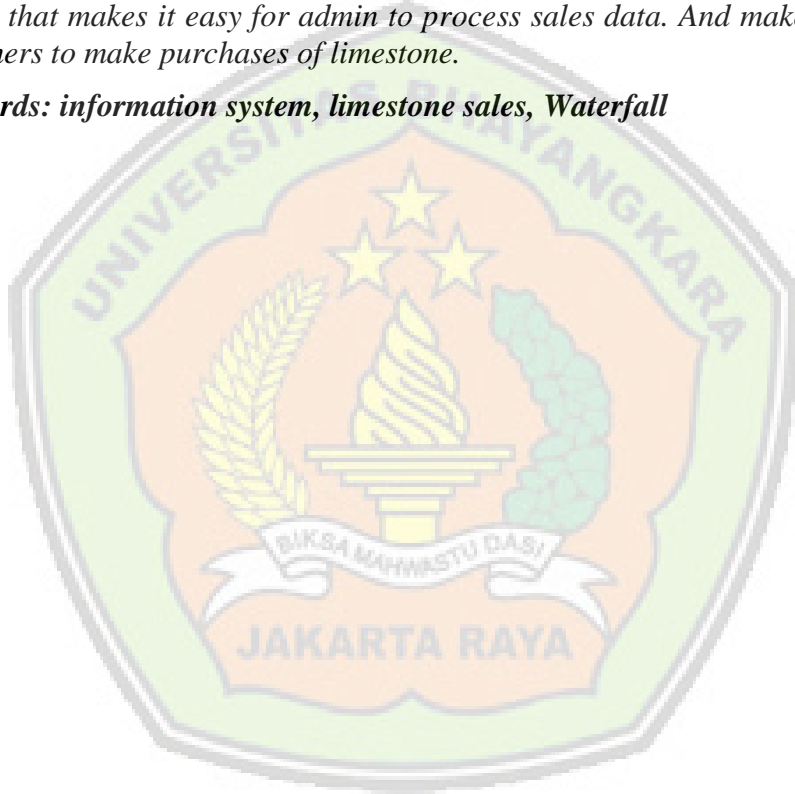 that makes it easy for admin to process sales data. And make
ners to make purchases of limestone.
rds: information system, limestone sales, Waterfall
UNIVERSITAS BHAYANGKARA
BIKSA MAHWASTU DASI
JAKARTA RAYA